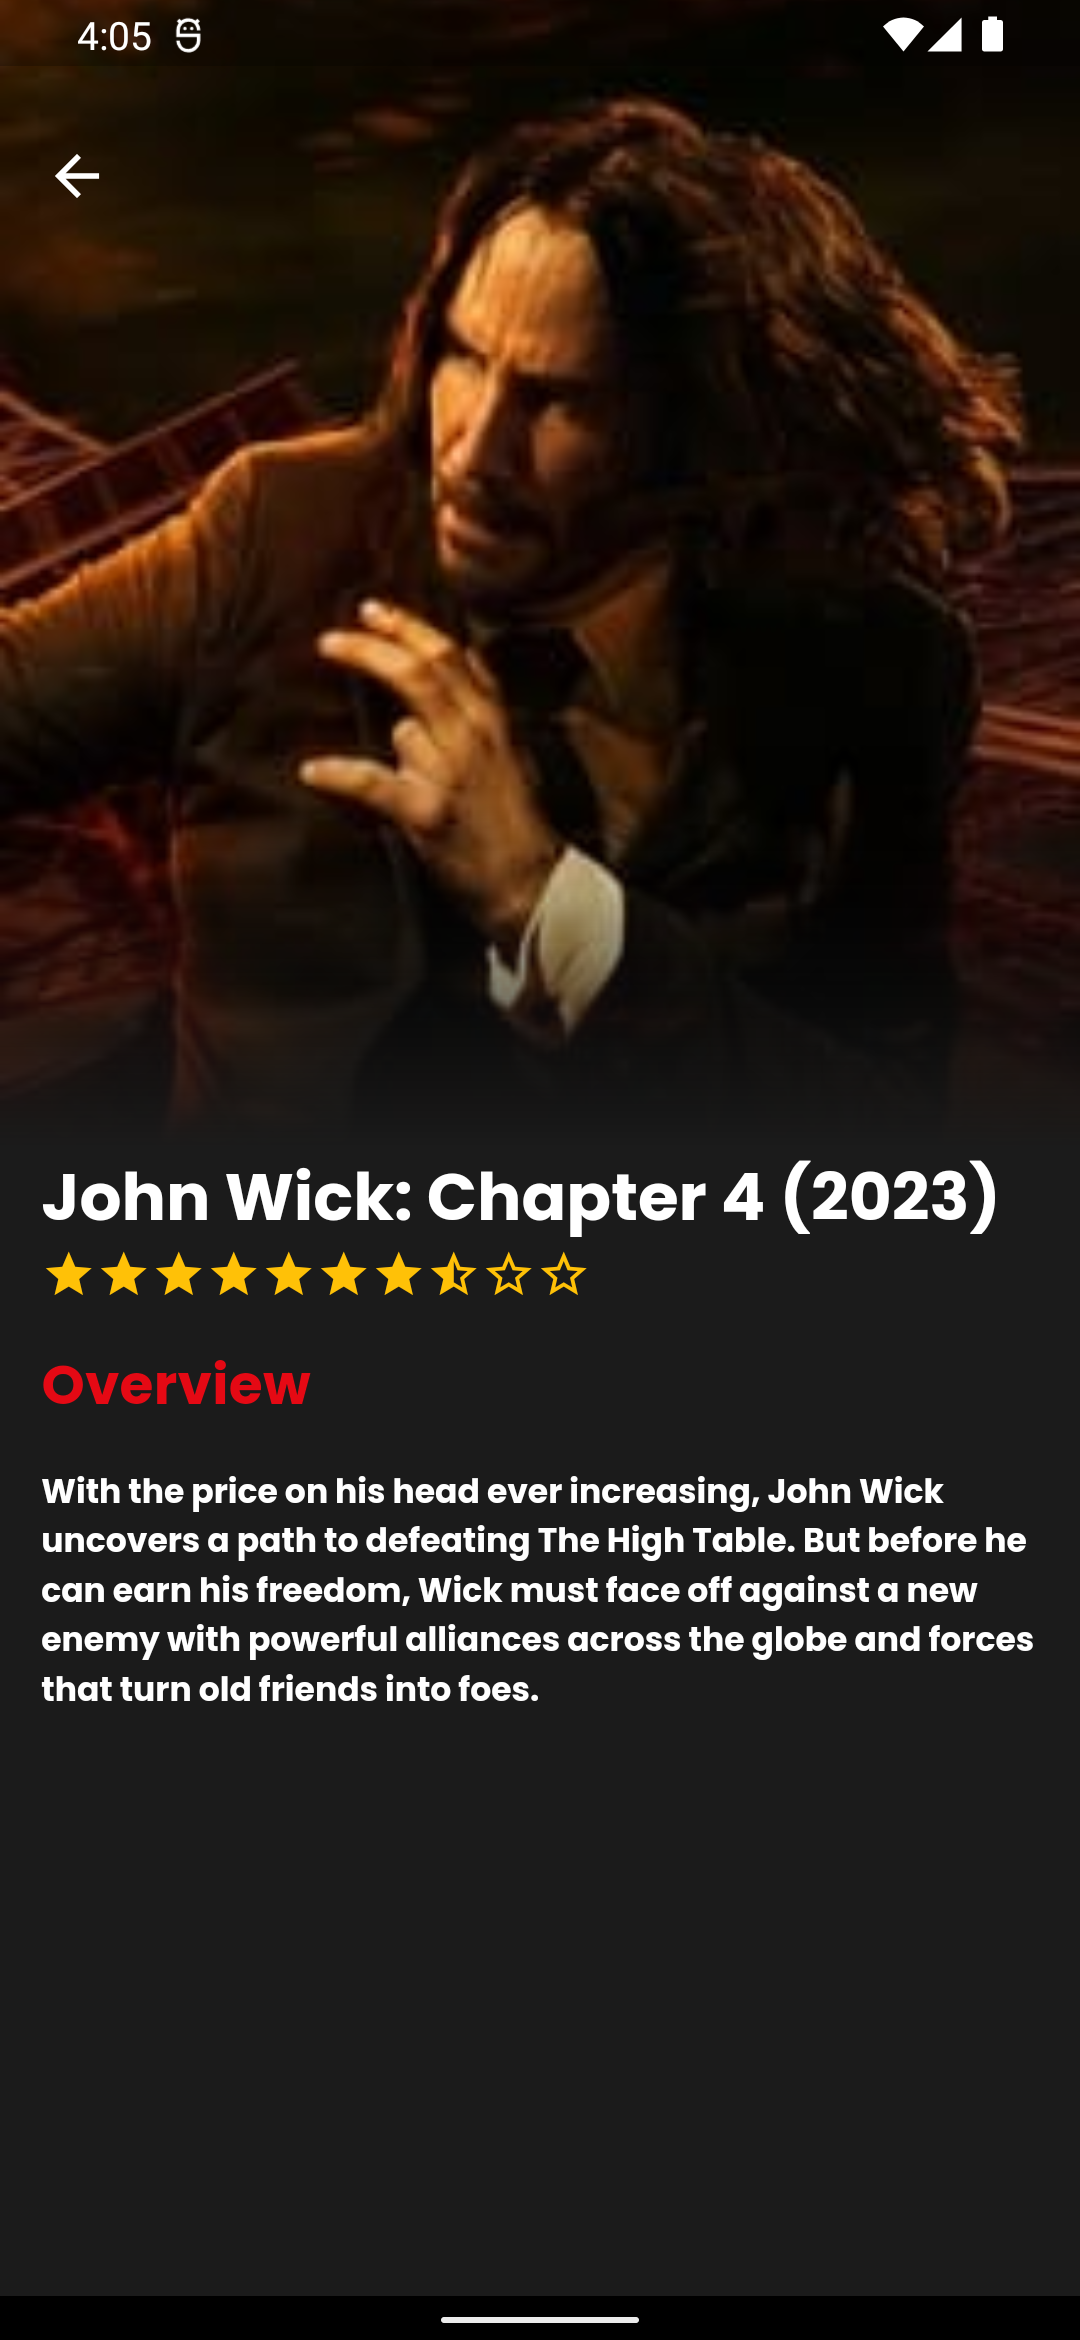 4:05
John Wick: Chapter 4 (2023)
Overview
With the price on his head ever increasing, John Wick
uncovers a path to defeating The High Table. But before he
can earn his freedom, Wick must face off against a new
enemy with powerful alliances across the globe and forces
that turn old friends into foes.